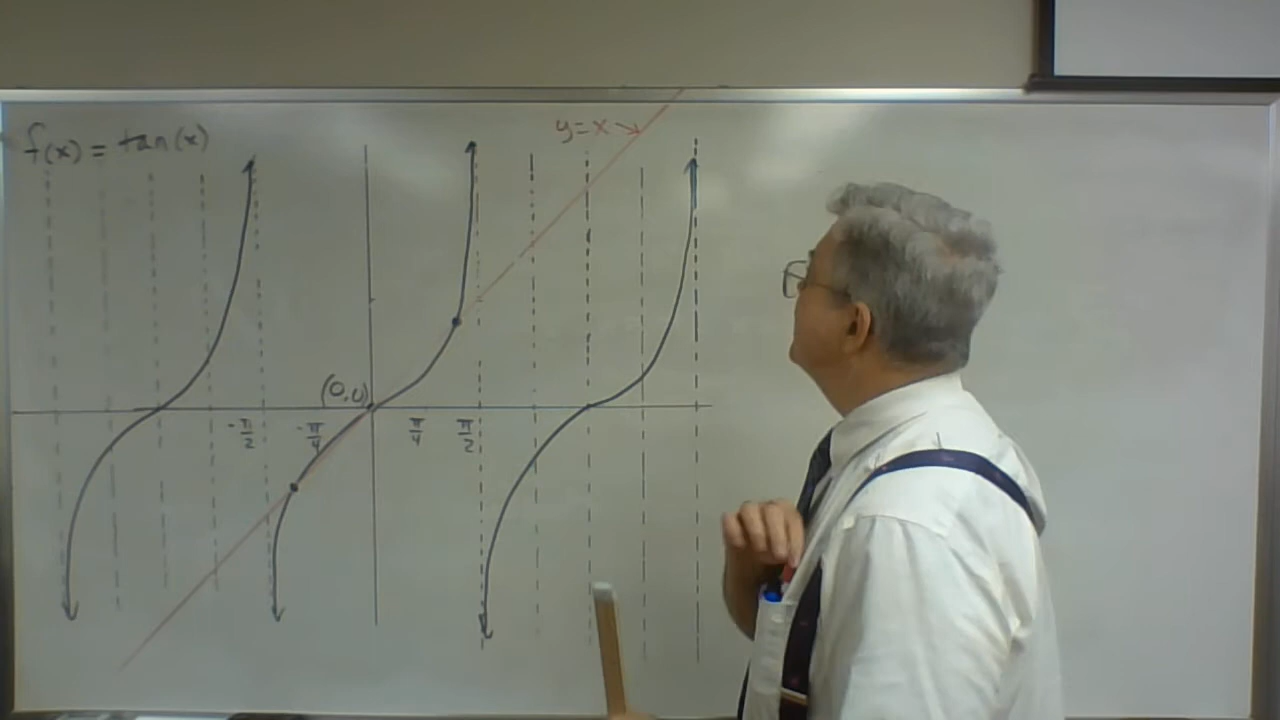 f(x) = tan(x)
y=x
(0,0)
-π/2 -π/4 π/4 π/2